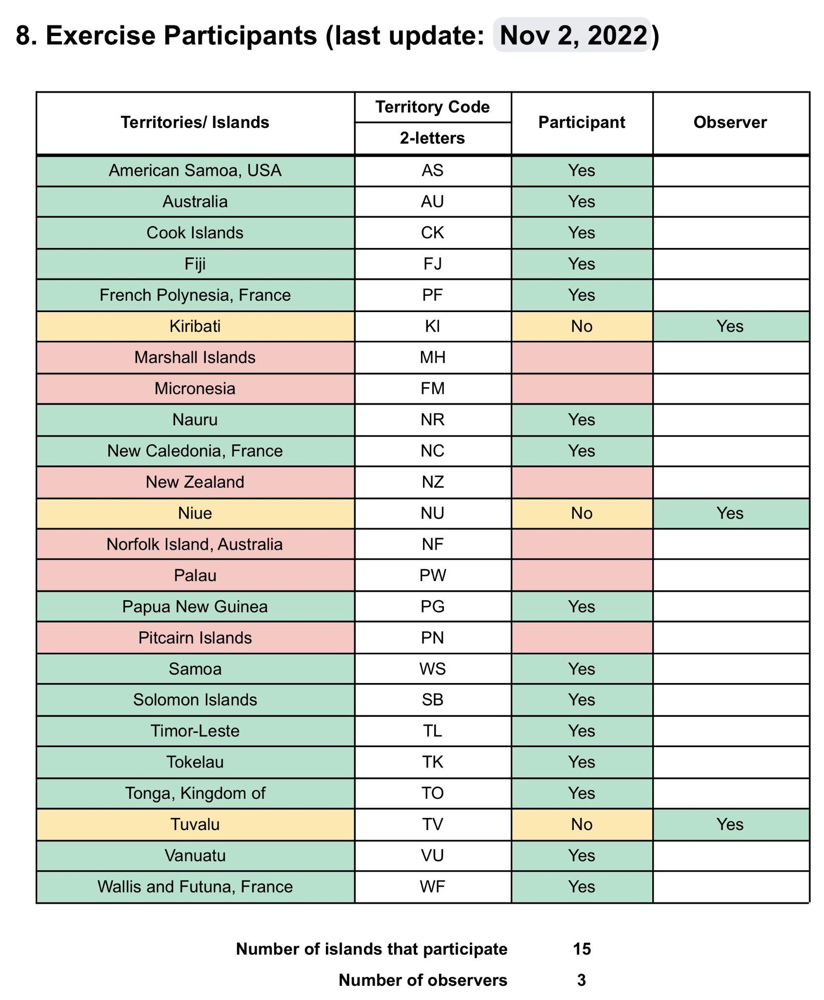 8. Exercise Participants (last update: Nov 2, 2022)
Territories/ Islands Territory Code Participant Observer
2-letters
American Samoa, USA AS Yes
Australia AU Yes
Cook Islands CK Yes
Fiji FJ Yes
French Polynesia, France PF Yes
Kiribati KI No Yes
Marshall Islands MH
Micronesia FM
Nauru NR Yes
New Caledonia, France NC Yes
New Zealand NZ
Niue NU No Yes
Norfolk Island, Australia NF
Palau PW
Papua New Guinea PG Yes
Pitcairn Islands PN
Samoa WS Yes
Solomon Islands SB Yes
Timor-Leste TL Yes
Tokelau TK Yes
Tonga, Kingdom of TO Yes
Tuvalu TV No Yes
Vanuatu VU Yes
Wallis and Futuna, France WF Yes
Number of islands that participate 15
Number of observers 3